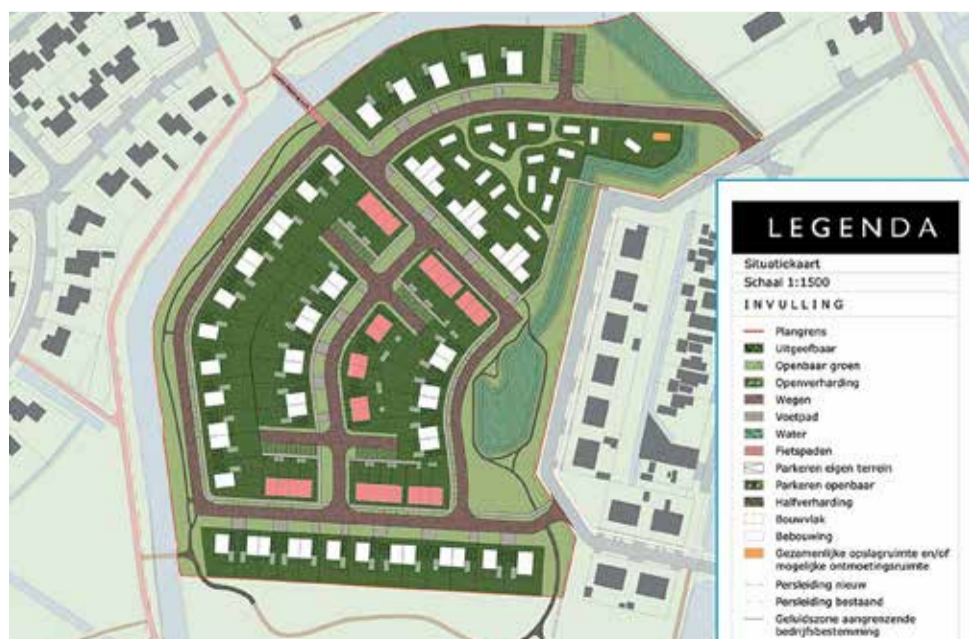 LEGENDA
Situatiekaart
Schaal 1:1500
INVULLING
Plangrens
Uitgeefbaar
Openbaar groen
Openverharding
Wegen
Voetpad
Water
Fietspaden
Parkeren eigen terrein
Parkeren openbaar
Halfverharding
Bouwvlak
Bebouwing
Gezamenlijke opslagruimte en/of
mogelijke ontmoetingsruimte
Persleiding nieuw
Persleiding bestaand
Geluidszone aangrenzende
bedrijfsbestemming